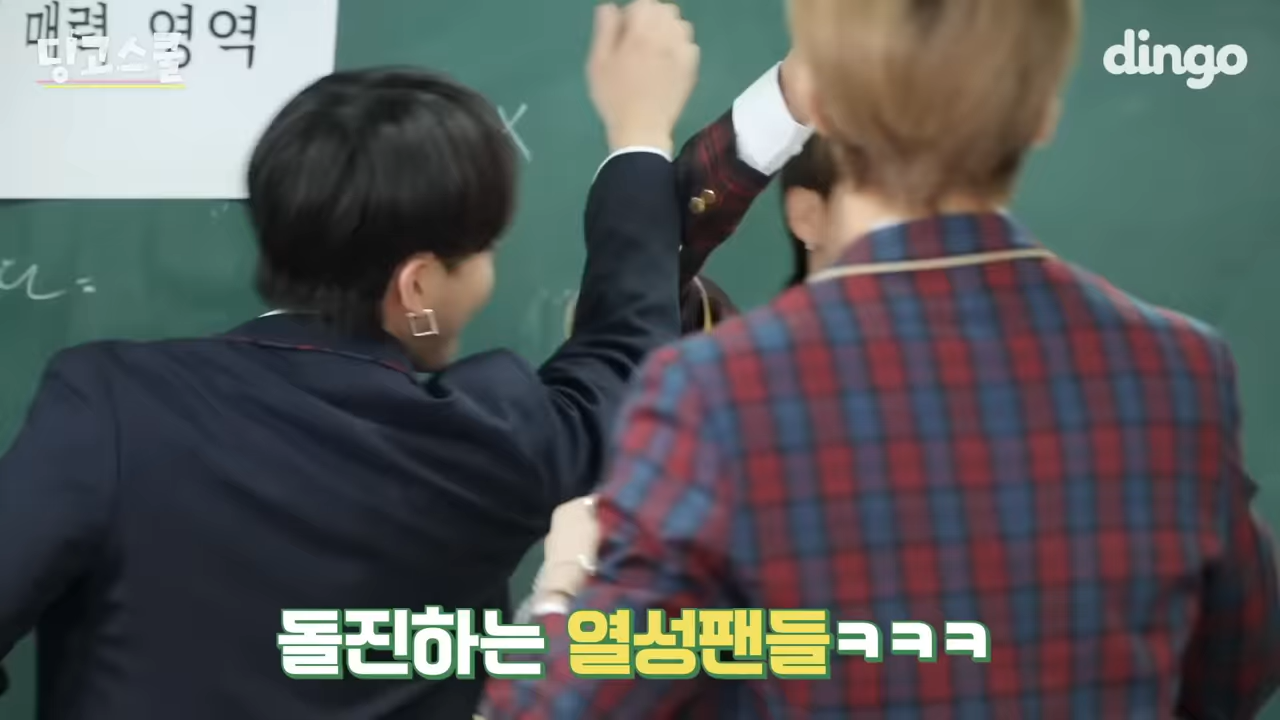 매력 영역
딩고스쿨
dingo
x
u=
돌진하는 열성팬들ㅋㅋㅋ